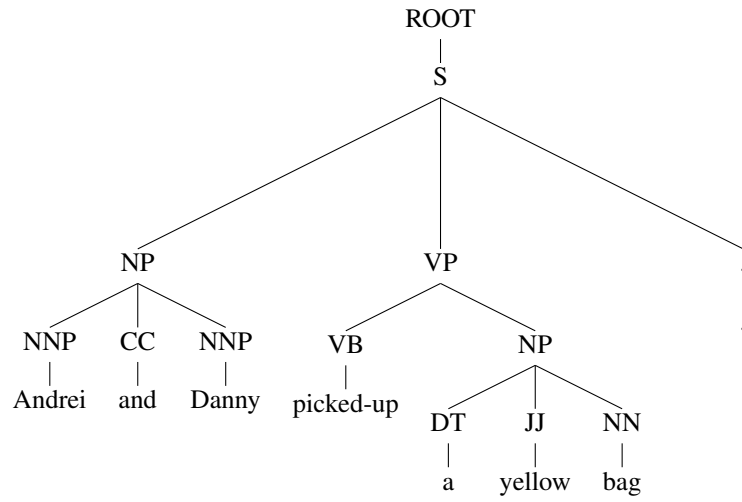 ROOT
S
NP VP
NNP CC NNP VB NP
Andrei and Danny picked-up
DT JJ NN
a yellow bag